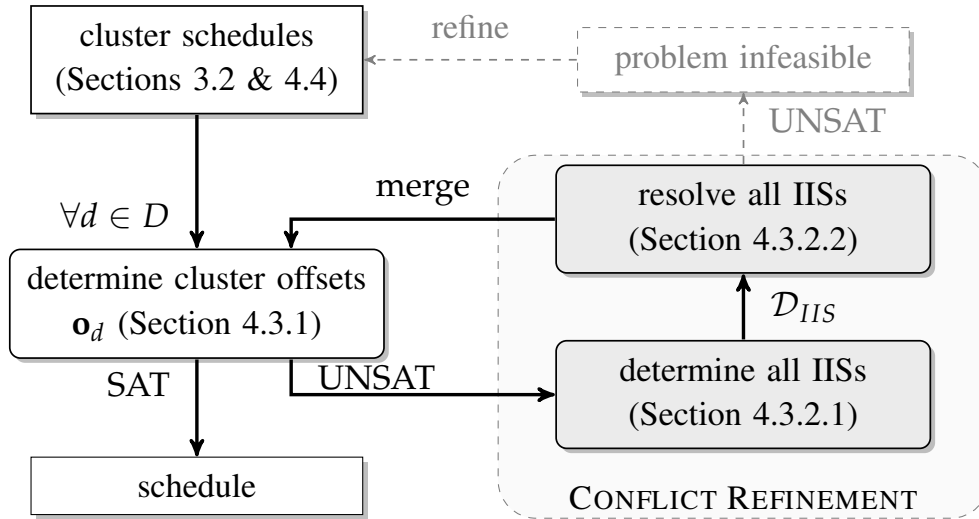 cluster schedules
(Sections 3.2 & 4.4)
refine
problem infeasible
UNSAT
merge
resolve all IISs
(Section 4.3.2.2)
∀d ∈ D
determine cluster offsets
𝐨_d (Section 4.3.1)
𝒟_IIS
SAT
UNSAT
determine all IISs
(Section 4.3.2.1)
schedule
CONFLICT REFINEMENT